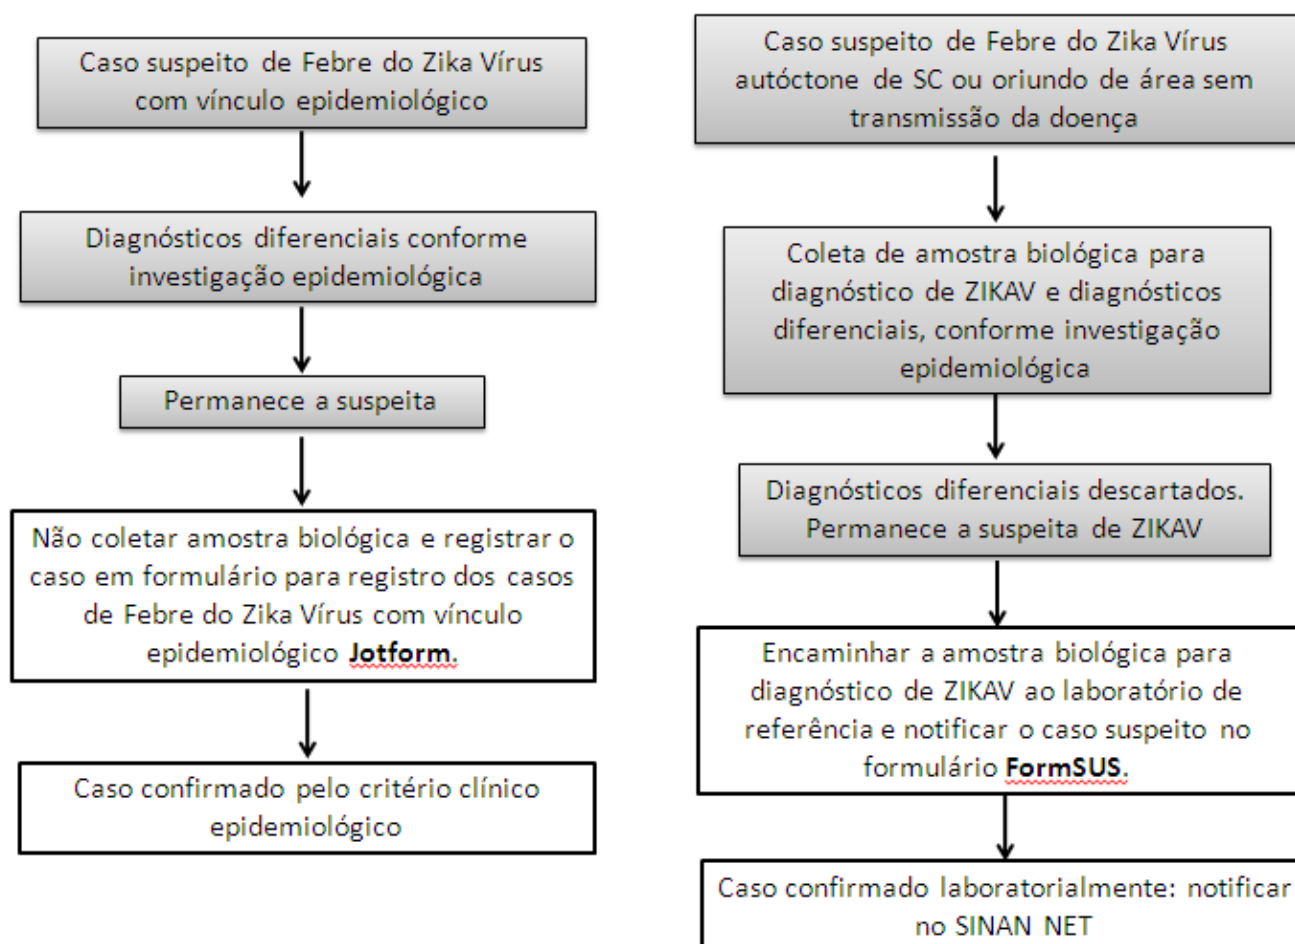 Caso suspeito de Febre do Zika Vírus
com vínculo epidemiológico
Diagnósticos diferenciais conforme
investigação epidemiológica
Permanece a suspeita
Não coletar amostra biológica e registrar o
caso em formulário para registro dos casos
de Febre do Zika Vírus com vínculo
epidemiológico Jotform.
Caso confirmado pelo critério clínico
epidemiológico
Caso suspeito de Febre do Zika Vírus
autóctone de SC ou oriundo de área sem
transmissão da doença
Coleta de amostra biológica para
diagnóstico de ZIKAV e diagnósticos
diferenciais, conforme investigação
epidemiológica
Diagnósticos diferenciais descartados.
Permanece a suspeita de ZIKAV
Encaminhar a amostra biológica para
diagnóstico de ZIKAV ao laboratório de
referência e notificar o caso suspeito no
formulário FormSUS.
Caso confirmado laboratorialmente: notificar
no SINAN NET